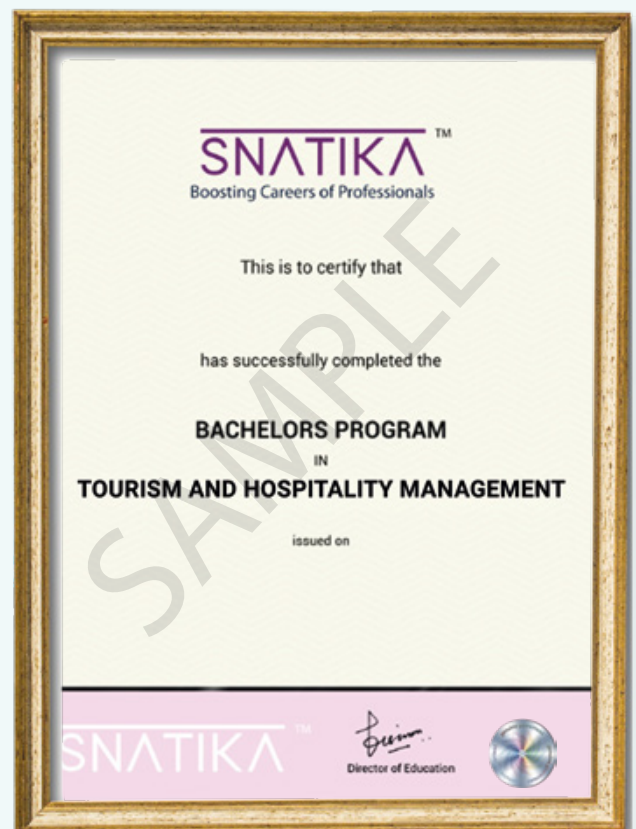 SNATIKA™
Boosting Careers of Professionals
This is to certify that
has successfully completed the
BACHELORS PROGRAM
IN
TOURISM AND HOSPITALITY MANAGEMENT
issued on
SAMPLE
SNATIKA™
Director of Education